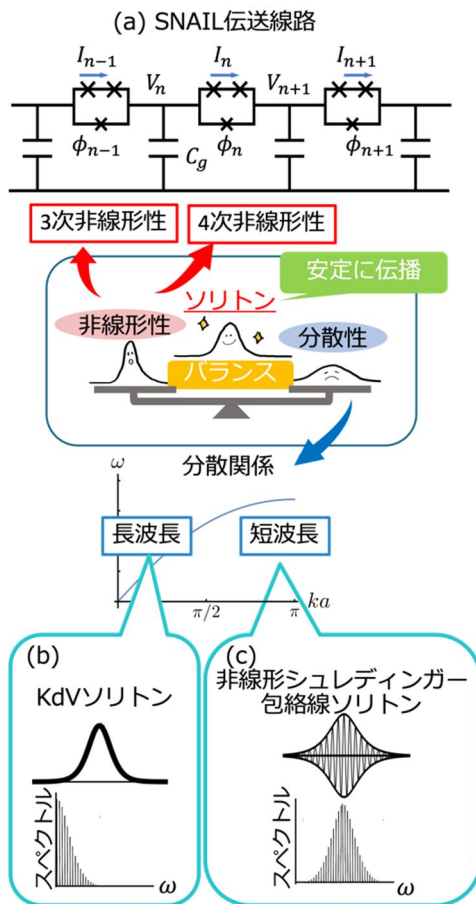 (a) SNAIL伝送線路
I_{n-1} I_n I_{n+1}
V_n V_{n+1}
ϕ_{n-1} C_g ϕ_n ϕ_{n+1}
3次非線形性 4次非線形性
安定に伝播
ソリトン
非線形性 分散性
バランス
分散関係
ω
長波長 短波長
π/2 π ka
(b)
KdVソリトン
スペクトル
ω
(c)
非線形シュレディンガー
包絡線ソリトン
スペクトル
ω